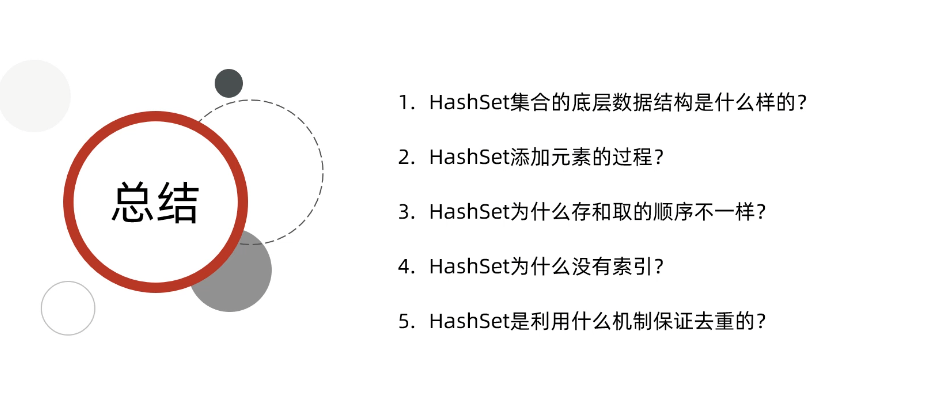 总结
1. HashSet集合的底层数据结构是什么样的？
2. HashSet添加元素的过程？
3. HashSet为什么存和取的顺序不一样？
4. HashSet为什么没有索引？
5. HashSet是利用什么机制保证去重的？